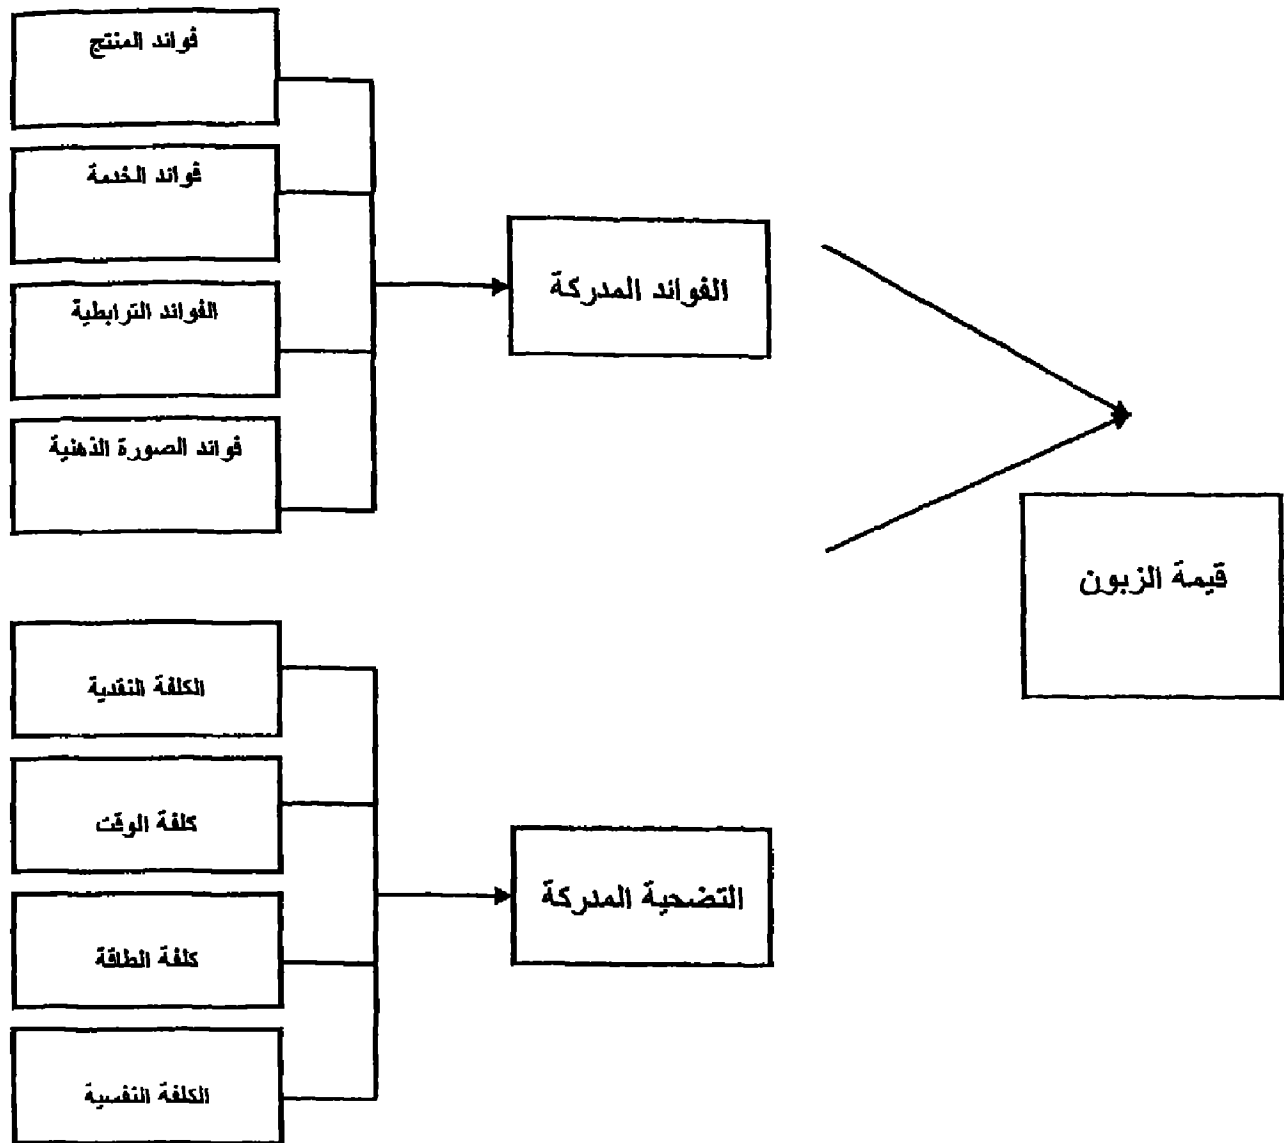 فوائد المنتج
فوائد الخدمة
الفوائد الترابطية
فوائد الصورة الذهنية
الفوائد المدركة
قيمة الزبون
الكلفة النقدية
كلفة الوقت
كلفة الطاقة
الكلفة النفسية
التضحية المدركة